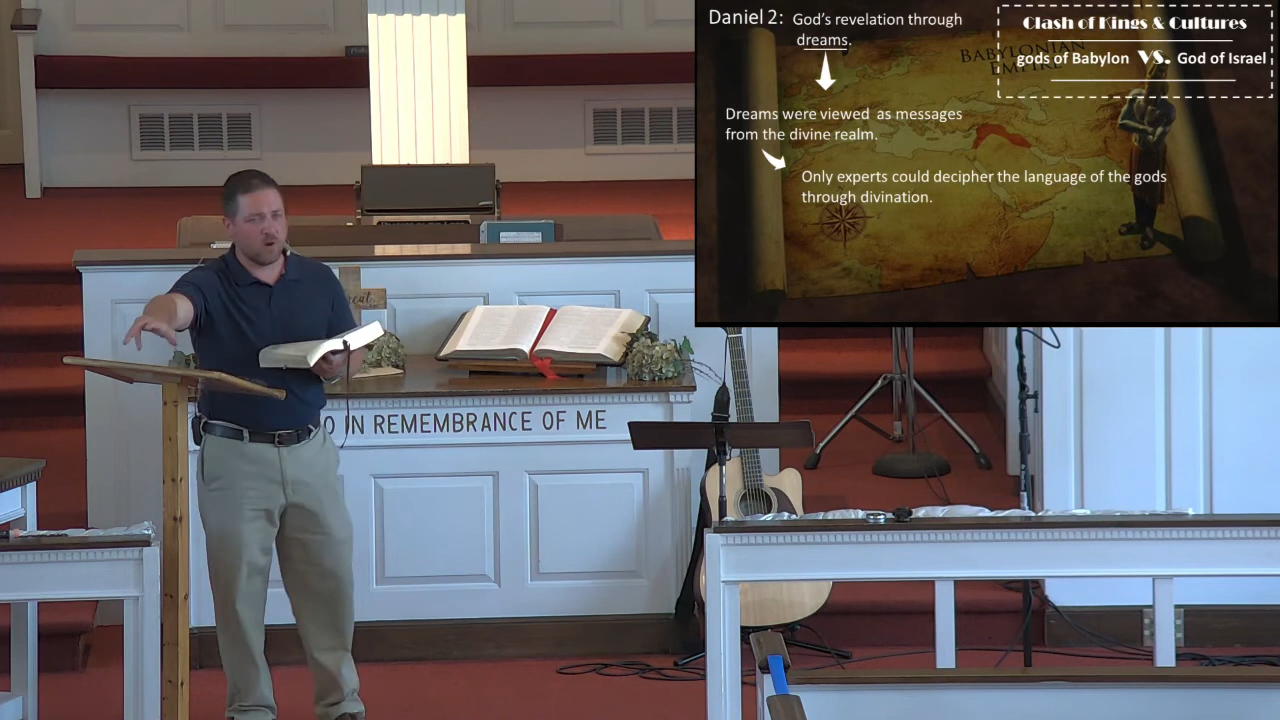 Daniel 2: God's revelation through
dreams.
Dreams were viewed as messages
from the divine realm.
Only experts could decipher the language of the gods
through divination.
Clash of Kings & Cultures
gods of Babylon VS. God of Israel
BABYLONIAN
EMPIRE
O IN REMEMBRANCE OF ME